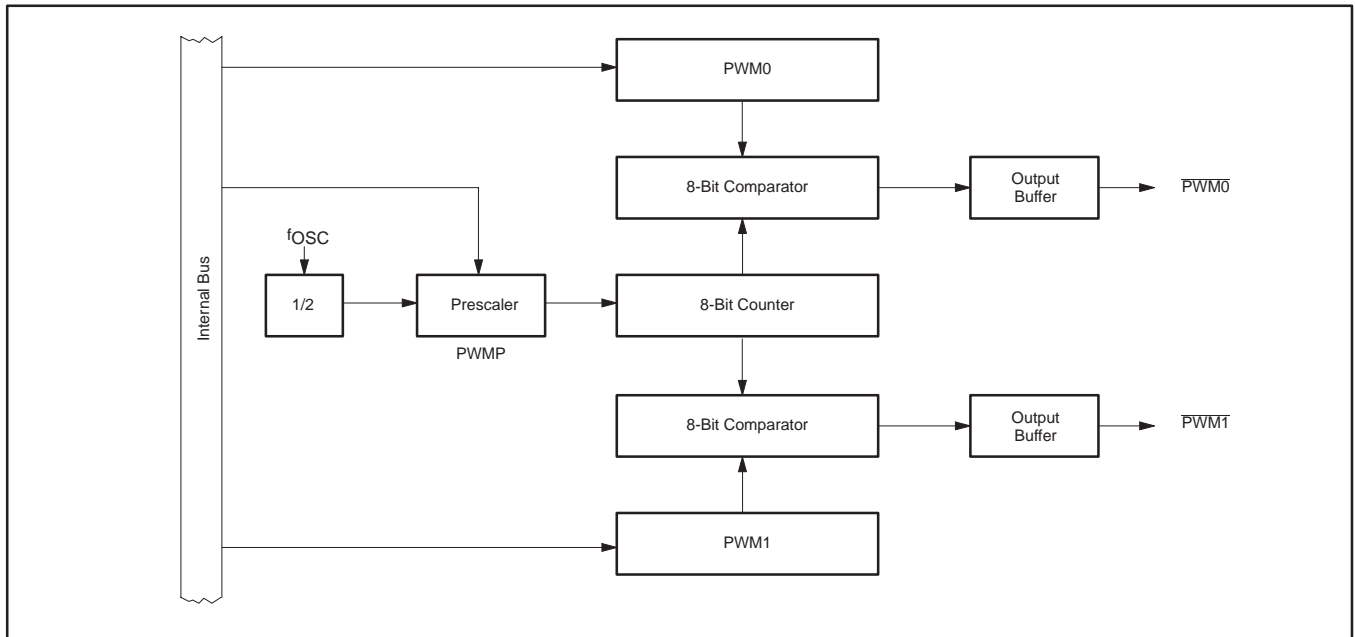 PWM0
8-Bit Comparator
Output
Buffer
PWM0
fOSC
Internal Bus
1/2
Prescaler
8-Bit Counter
PWMP
8-Bit Comparator
Output
Buffer
PWM1
PWM1